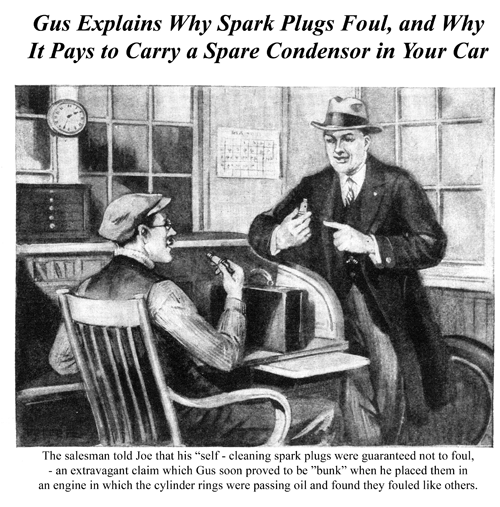 Gus Explains Why Spark Plugs Foul, and Why
It Pays to Carry a Spare Condensor in Your Car
The salesman told Joe that his “self - cleaning spark plugs were guaranteed not to foul,
- an extravagant claim which Gus soon proved to be ”bunk” when he placed them in
an engine in which the cylinder rings were passing oil and found they fouled like others.